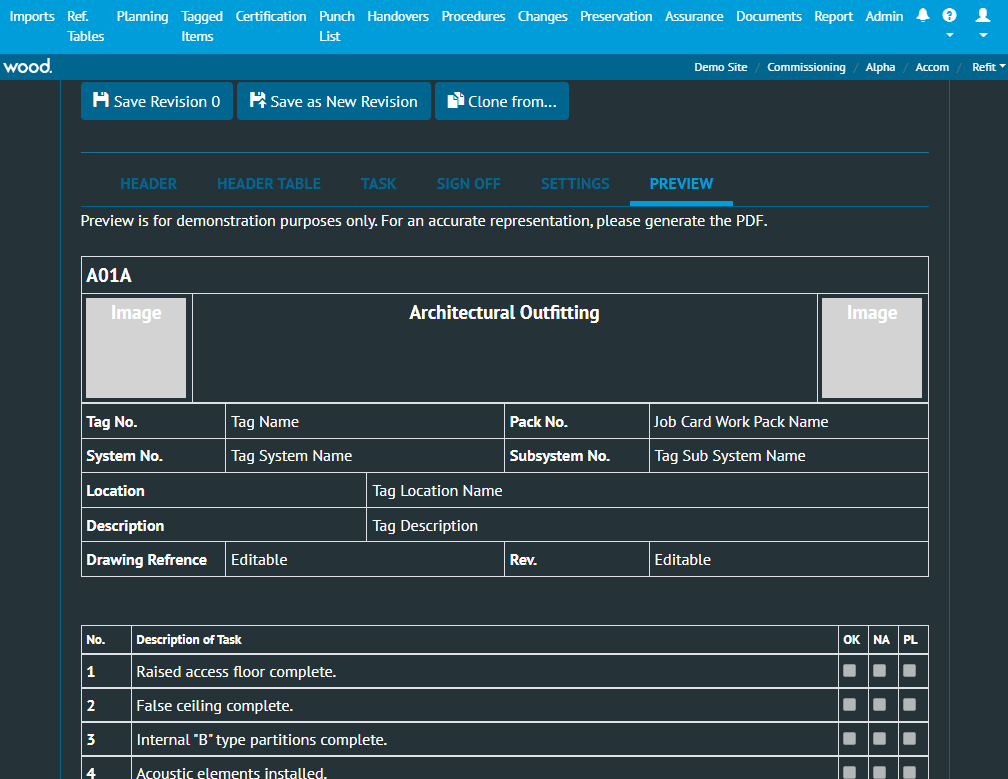 Imports Ref. Planning Tagged Certification Punch Handovers Procedures Changes Preservation Assurance Documents Report Admin
Tables Items List
wood. Demo Site / Commissioning / Alpha / Accom / Refit
Save Revision 0 Save as New Revision Clone from...
HEADER HEADER TABLE TASK SIGN OFF SETTINGS PREVIEW
Preview is for demonstration purposes only. For an accurate representation, please generate the PDF.
A01A
Image Architectural Outfitting Image
Tag No. Tag Name Pack No. Job Card Work Pack Name
System No. Tag System Name Subsystem No. Tag Sub System Name
Location Tag Location Name
Description Tag Description
Drawing Refrence Editable Rev. Editable
No. Description of Task OK NA PL
1 Raised access floor complete.
2 False ceiling complete.
3 Internal "B" type partitions complete.
4 Acoustic elements installed.